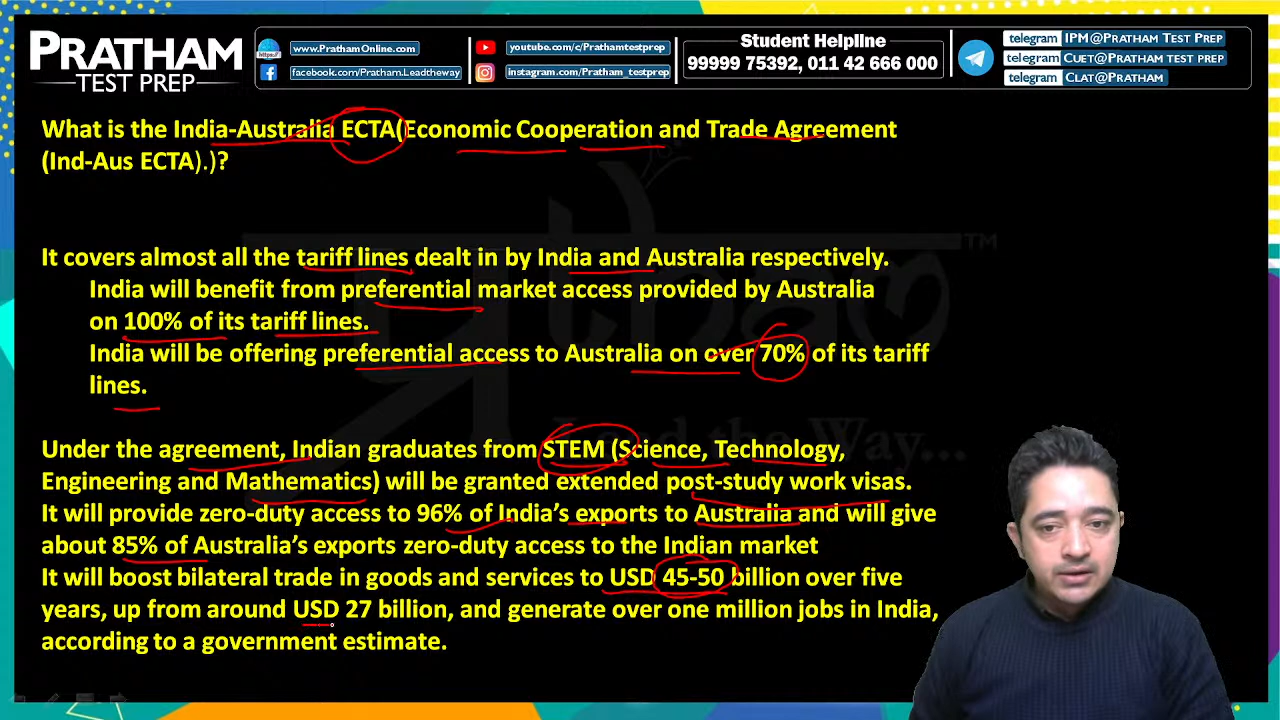 PRATHAM
TEST PREP
https://
www.PrathamOnline.com
facebook.com/Pratham.Leadtheway
youtube.com/c/Prathamtestprep
instagram.com/Pratham_testprep
Student Helpline
99999 75392, 011 42 666 000
telegram IPM@PRATHAM TEST PREP
telegram CUET@PRATHAM TEST PREP
telegram CLAT@PRATHAM
What is the India-Australia ECTA(Economic Cooperation and Trade Agreement
(Ind-Aus ECTA).)?
It covers almost all the tariff lines dealt in by India and Australia respectively.
India will benefit from preferential market access provided by Australia
on 100% of its tariff lines.
India will be offering preferential access to Australia on over 70% of its tariff
lines.
Under the agreement, Indian graduates from STEM (Science, Technology,
Engineering and Mathematics) will be granted extended post-study work visas.
It will provide zero-duty access to 96% of India’s exports to Australia and will give
about 85% of Australia’s exports zero-duty access to the Indian market
It will boost bilateral trade in goods and services to USD 45-50 billion over five
years, up from around USD 27 billion, and generate over one million jobs in India,
according to a government estimate.
प्रथam TM
Lead the Way...